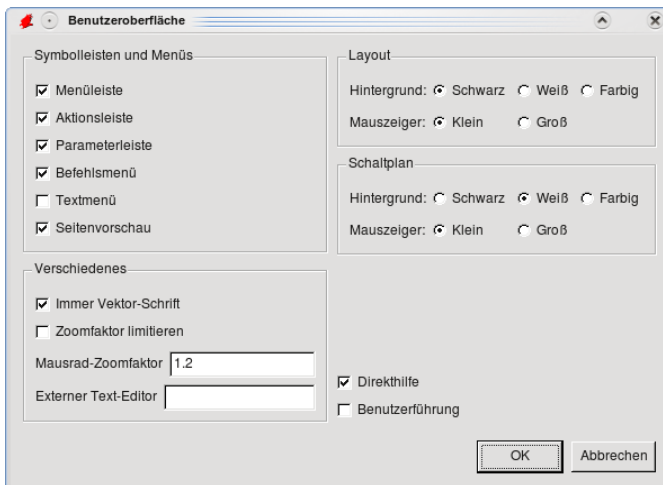 Benutzeroberfläche
Symbolleisten und Menüs
Menüleiste
Aktionsleiste
Parameterleiste
Befehlsmenü
Textmenü
Seitenvorschau
Layout
Hintergrund: Schwarz Weiß Farbig
Mauszeiger: Klein Groß
Schaltplan
Hintergrund: Schwarz Weiß Farbig
Mauszeiger: Klein Groß
Verschiedenes
Immer Vektor-Schrift
Zoomfaktor limitieren
Mausrad-Zoomfaktor 1.2
Externer Text-Editor
Direkthilfe
Benutzerführung
OK Abbrechen